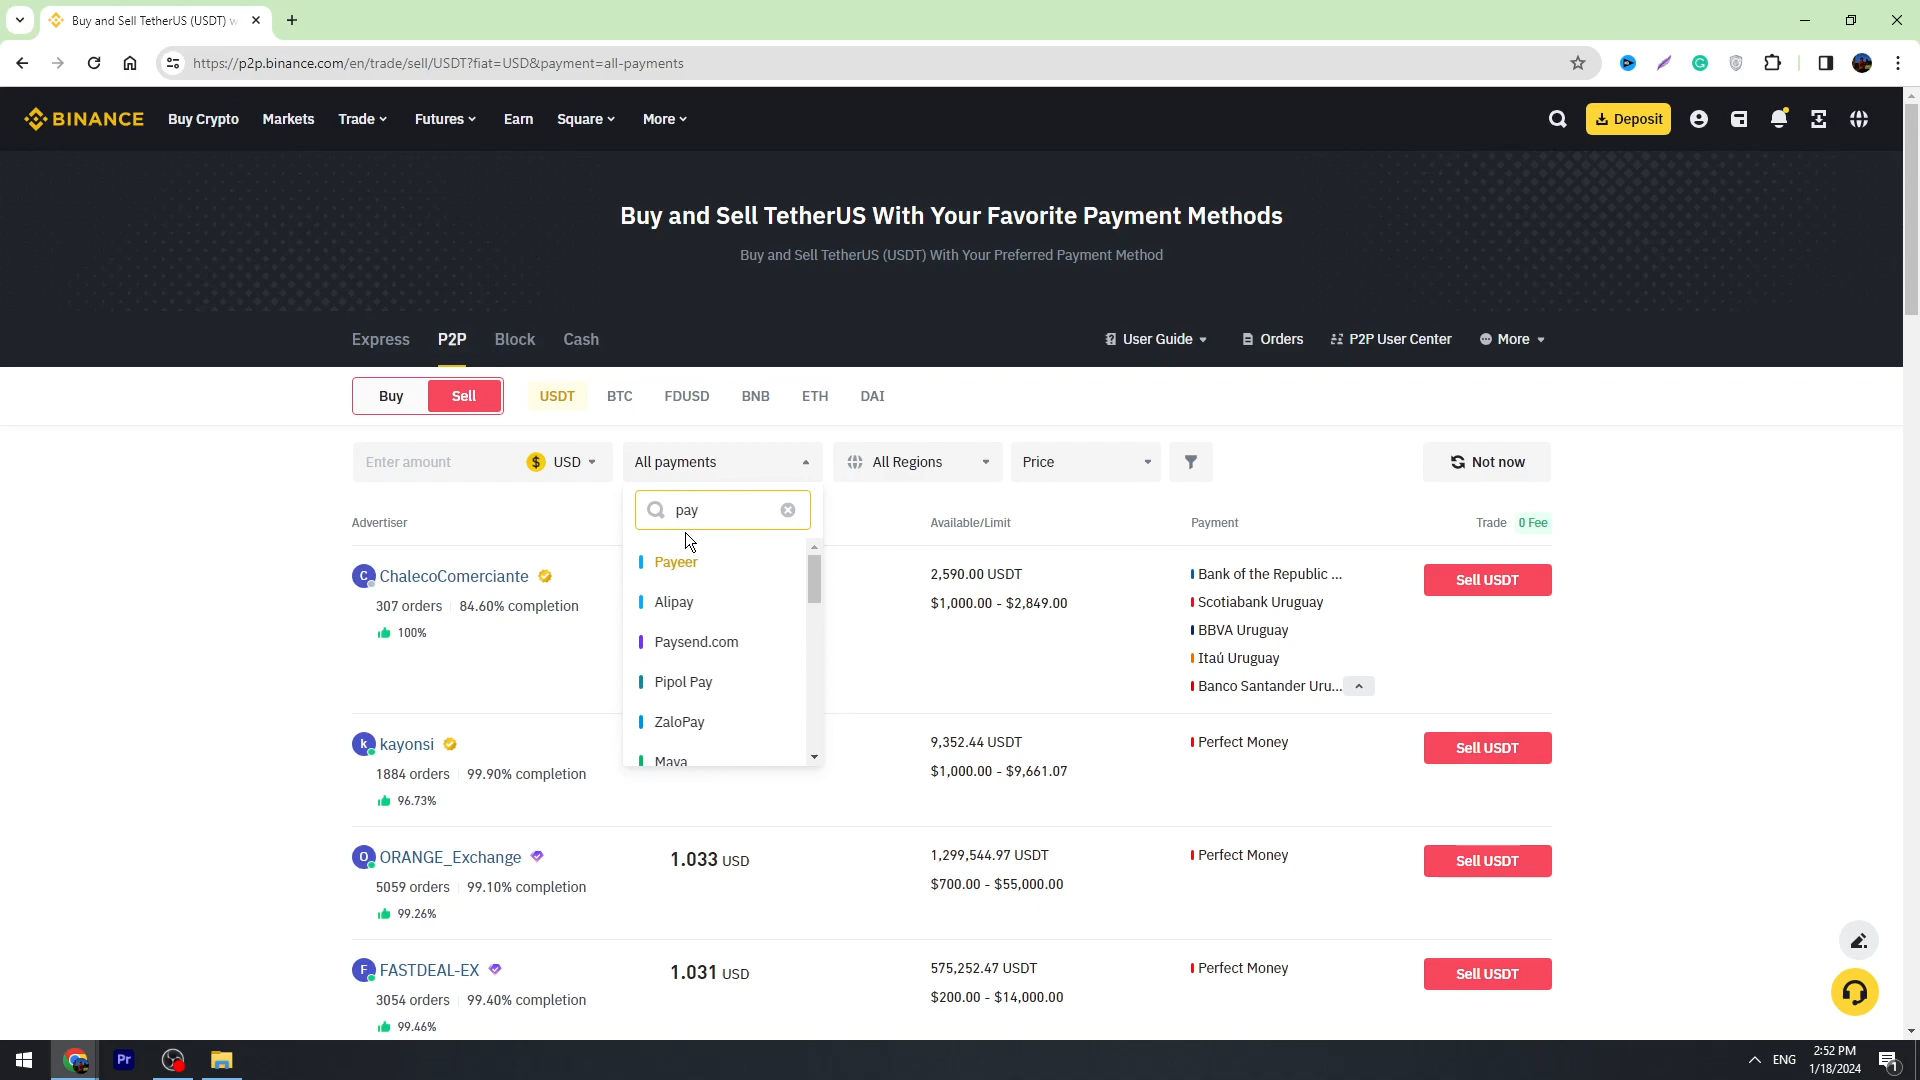 Buy and Sell TetherUS (USDT) w
https://p2p.binance.com/en/trade/sell/USDT?fiat=USD&payment=all-payments
BINANCE Buy Crypto Markets Trade Futures Earn Square More Deposit
Buy and Sell TetherUS With Your Favorite Payment Methods
Buy and Sell TetherUS (USDT) With Your Preferred Payment Method
Express P2P Block Cash User Guide Orders P2P User Center More
Buy Sell USDT BTC FDUSD BNB ETH DAI
Enter amount $ USD All payments All Regions Price Not now
pay
Advertiser Available/Limit Payment Trade 0 Fee
Payeer
Alipay
Paysend.com
Pipol Pay
ZaloPay
Maya
C ChalecoComerciante 2,590.00 USDT Bank of the Republic ... Sell USDT
307 orders 84.60% completion $1,000.00 - $2,849.00 Scotiabank Uruguay
100% BBVA Uruguay
Itaú Uruguay
Banco Santander Uru...
k kayonsi 9,352.44 USDT Perfect Money Sell USDT
1884 orders 99.90% completion $1,000.00 - $9,661.07
96.73%
O ORANGE_Exchange 1.033 USD 1,299,544.97 USDT Perfect Money Sell USDT
5059 orders 99.10% completion $700.00 - $55,000.00
99.26%
F FASTDEAL-EX 1.031 USD 575,252.47 USDT Perfect Money Sell USDT
3054 orders 99.40% completion $200.00 - $14,000.00
99.46%
Pr ENG 2:52 PM
1/18/2024 1